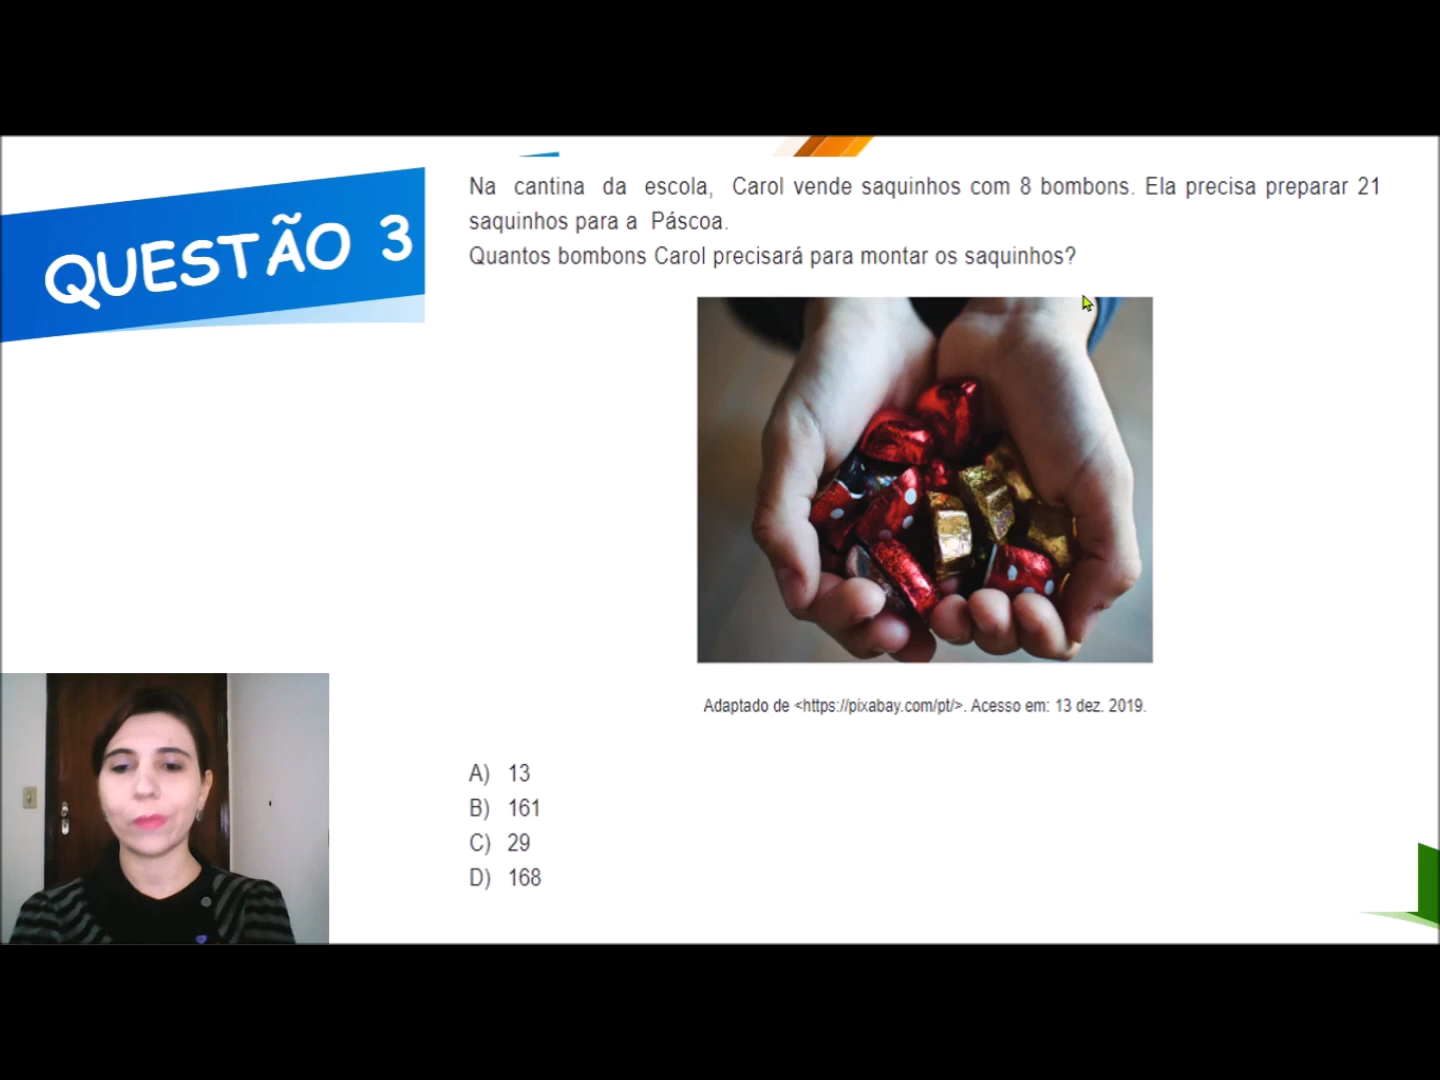 QUESTÃO 3
Na cantina da escola, Carol vende saquinhos com 8 bombons. Ela precisa preparar 21
saquinhos para a Páscoa.
Quantos bombons Carol precisará para montar os saquinhos?
Adaptado de <https://pixabay.com/pt/>. Acesso em: 13 dez. 2019.
A) 13
B) 161
C) 29
D) 168